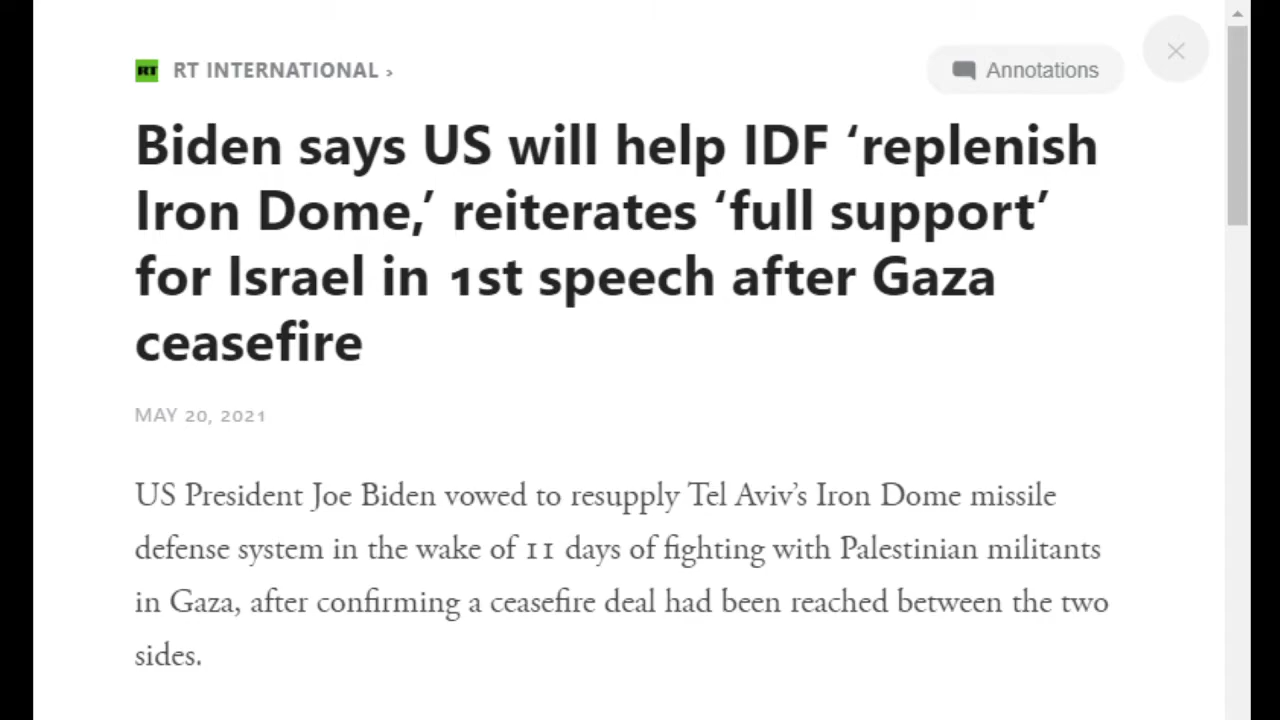 RT RT INTERNATIONAL >
Annotations
Biden says US will help IDF ‘replenish
Iron Dome,’ reiterates ‘full support’
for Israel in 1st speech after Gaza
ceasefire
MAY 20, 2021
US President Joe Biden vowed to resupply Tel Aviv’s Iron Dome missile
defense system in the wake of 11 days of fighting with Palestinian militants
in Gaza, after confirming a ceasefire deal had been reached between the two
sides.